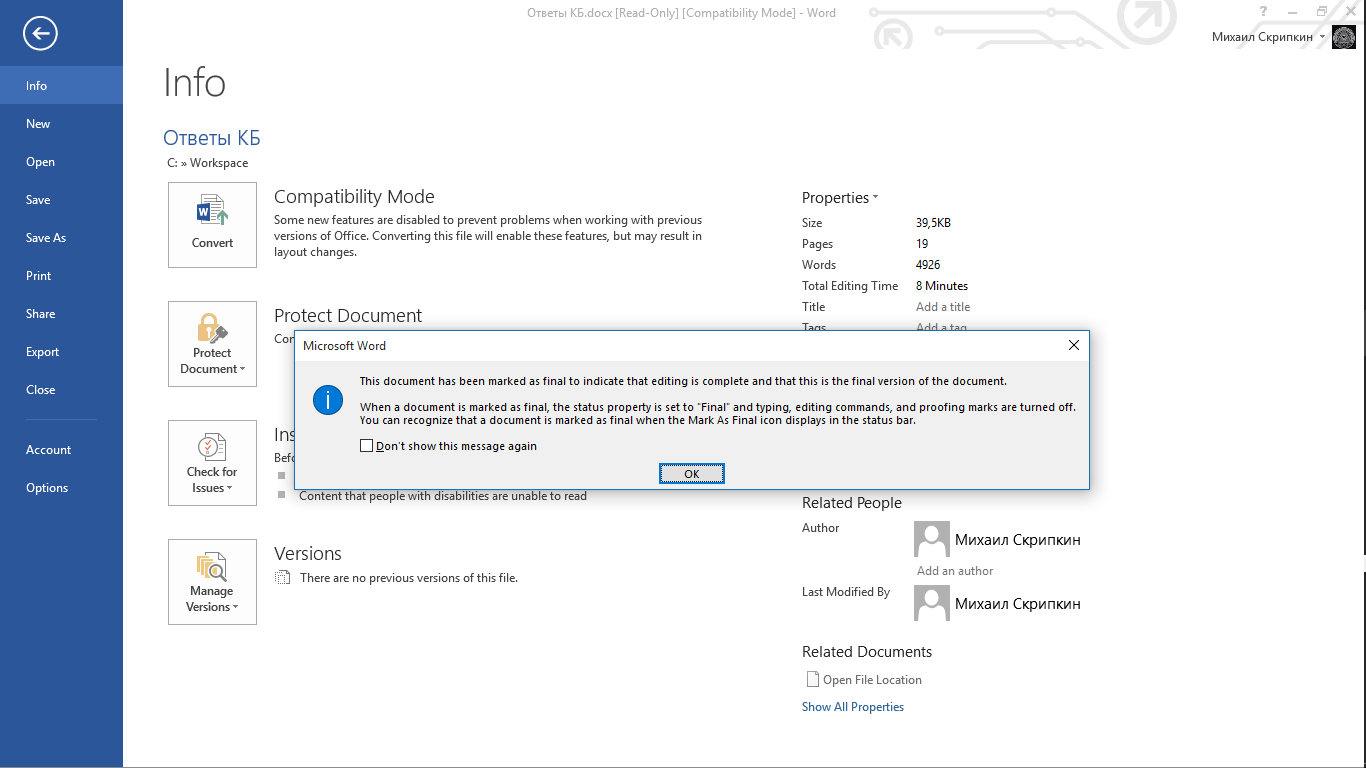 Ответы КБ.docx [Read-Only] [Compatibility Mode] - Word
?
Михаил Скрипкин
Info
New
Open
Save
Save As
Print
Share
Export
Close
Account
Options
Info
Ответы КБ
C: » Workspace
Convert
Compatibility Mode
Some new features are disabled to prevent problems when working with previous
versions of Office. Converting this file will enable these features, but may result in
layout changes.
Protect
Document
Protect Document
Check for
Issues
Content that people with disabilities are unable to read
Manage
Versions
Versions
There are no previous versions of this file.
Microsoft Word
This document has been marked as final to indicate that editing is complete and that this is the final version of the document.
When a document is marked as final, the status property is set to "Final" and typing, editing commands, and proofing marks are turned off.
You can recognize that a document is marked as final when the Mark As Final icon displays in the status bar.
Don't show this message again
OK
Properties
Size 39,5KB
Pages 19
Words 4926
Total Editing Time 8 Minutes
Title Add a title
Tags Add a tag
Related People
Author Михаил Скрипкин
Add an author
Last Modified By Михаил Скрипкин
Related Documents
Open File Location
Show All Properties